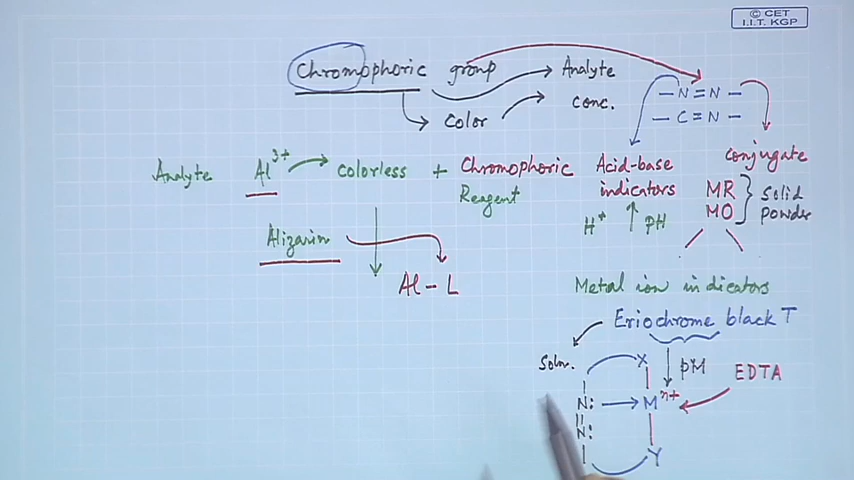 © CET
I.I.T. KGP
Chromophoric group
Analyte
conc.
Color
—N=N—
—C=N—
Analyte Al3+ colorless + Chromophoric
Reagent
Acid-base
indicators
H+ PH
Conjugate
MR
MO
Solid
powder
Alizarin
Al–L
Metal ion indicators
Eriochrome black T
Soln.
X
pM
EDTA
N: M n+
N:
Y